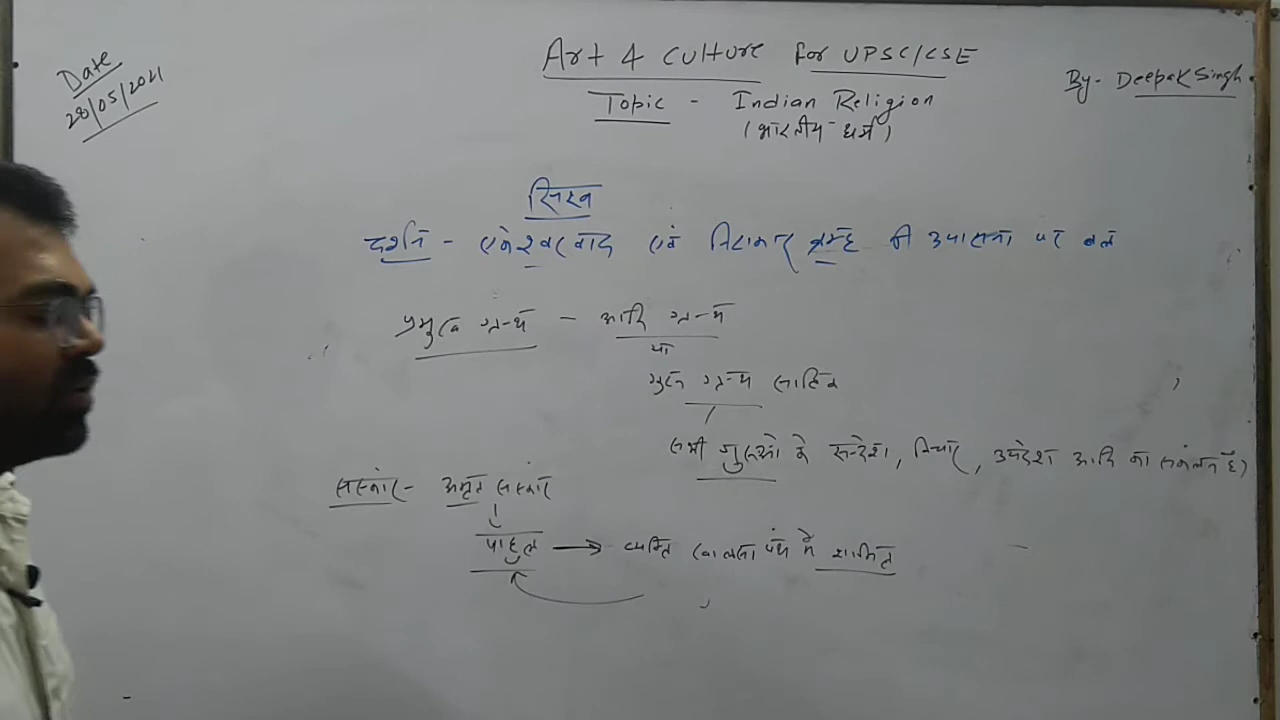 Date
28/05/2021
Art & Culture for UPSC/CSE
By- Deepak Singh
Topic - Indian Religion
(भारतीय धर्म)
सिख
दर्शन - एकेश्वरवाद एवं निराकार ब्रम्ह की उपासना पर बल
प्रमुख ग्रन्थ - आदि ग्रन्थ
या
गुरु ग्रन्थ साहिब
सभी गुरुओ के सन्देश, विचार, उपदेश आदि का संकलन है)
संस्कार- अमृत संस्कार
पाहुल → व्यक्ति खालसा पंथ में शामिल